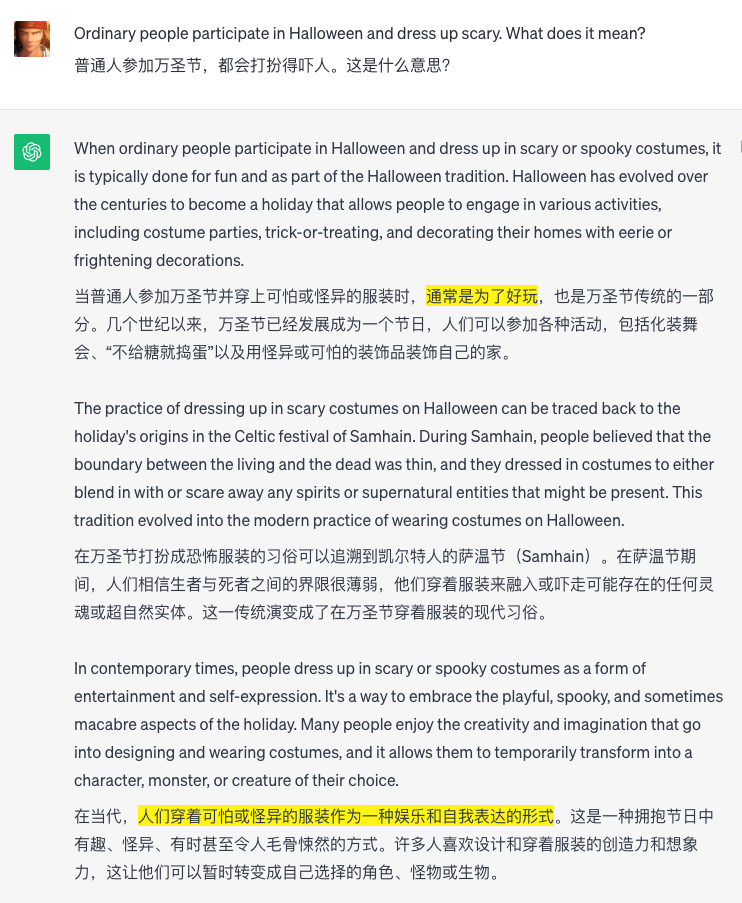 Ordinary people participate in Halloween and dress up scary. What does it mean?
普通人参加万圣节，都会打扮得吓人。这是什么意思？
When ordinary people participate in Halloween and dress up in scary or spooky costumes, it
is typically done for fun and as part of the Halloween tradition. Halloween has evolved over
the centuries to become a holiday that allows people to engage in various activities,
including costume parties, trick-or-treating, and decorating their homes with eerie or
frightening decorations.
当普通人参加万圣节并穿上可怕或怪异的服装时，通常是为了好玩，也是万圣节传统的一部
分。几个世纪以来，万圣节已经发展成为一个节日，人们可以参加各种活动，包括化装舞
会、“不给糖就捣蛋”以及用怪异或可怕的装饰品装饰自己的家。
The practice of dressing up in scary costumes on Halloween can be traced back to the
holiday's origins in the Celtic festival of Samhain. During Samhain, people believed that the
boundary between the living and the dead was thin, and they dressed in costumes to either
blend in with or scare away any spirits or supernatural entities that might be present. This
tradition evolved into the modern practice of wearing costumes on Halloween.
在万圣节打扮成恐怖服装的习俗可以追溯到凯尔特人的萨温节（Samhain）。在萨温节期
间，人们相信生者与死者之间的界限很薄弱，他们穿着服装来融入或吓走可能存在的任何灵
魂或超自然实体。这一传统演变成了在万圣节穿着服装的现代习俗。
In contemporary times, people dress up in scary or spooky costumes as a form of
entertainment and self-expression. It's a way to embrace the playful, spooky, and sometimes
macabre aspects of the holiday. Many people enjoy the creativity and imagination that go
into designing and wearing costumes, and it allows them to temporarily transform into a
character, monster, or creature of their choice.
在当代，人们穿着可怕或怪异的服装作为一种娱乐和自我表达的形式。这是一种拥抱节日中
有趣、怪异、有时甚至令人毛骨悚然的方式。许多人喜欢设计和穿着服装的创造力和想象
力，这让他们可以暂时转变成自己选择的角色、怪物或生物。